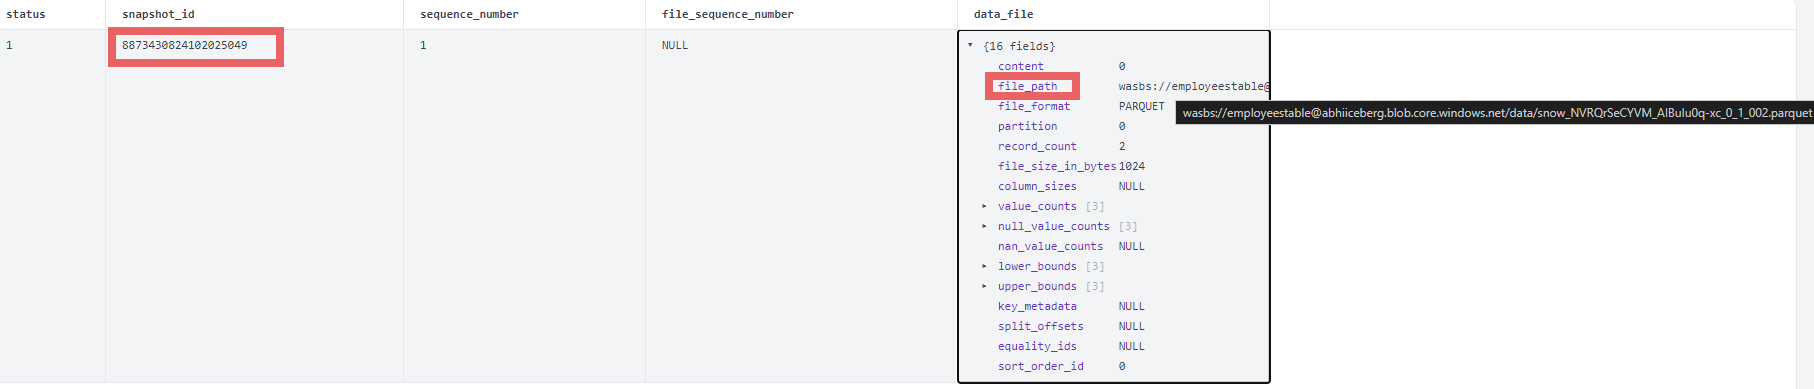 status snapshot_id sequence_number file_sequence_number data_file
1 8873430824102025049 1 NULL {16 fields}
content 0
file_path wasbs://employeestable@
file_format PARQUET
wasbs://employeestable@abhiiceberg.blob.core.windows.net/data/snow_NVRQrSeCYVM_AlBulu0q-xc_0_1_002.parquet
partition 0
record_count 2
file_size_in_bytes 1024
column_sizes NULL
value_counts [3]
null_value_counts [3]
nan_value_counts NULL
lower_bounds [3]
upper_bounds [3]
key_metadata NULL
split_offsets NULL
equality_ids NULL
sort_order_id 0